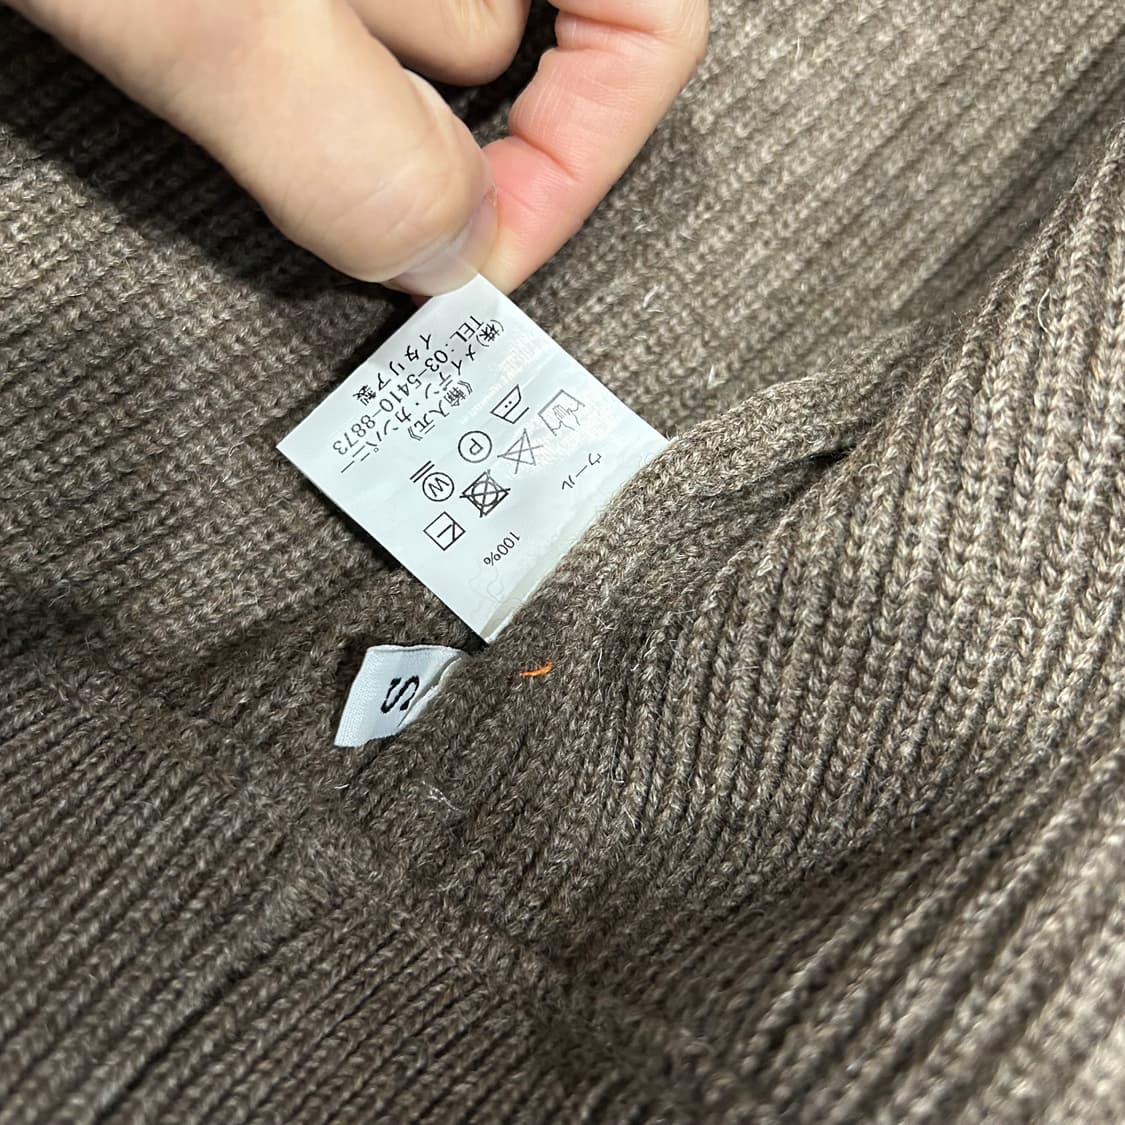 ウール 100%
P
W
《輸入元》
(株)メイデン・カンパニー
TEL:03-5410-8873
イタリア製
S